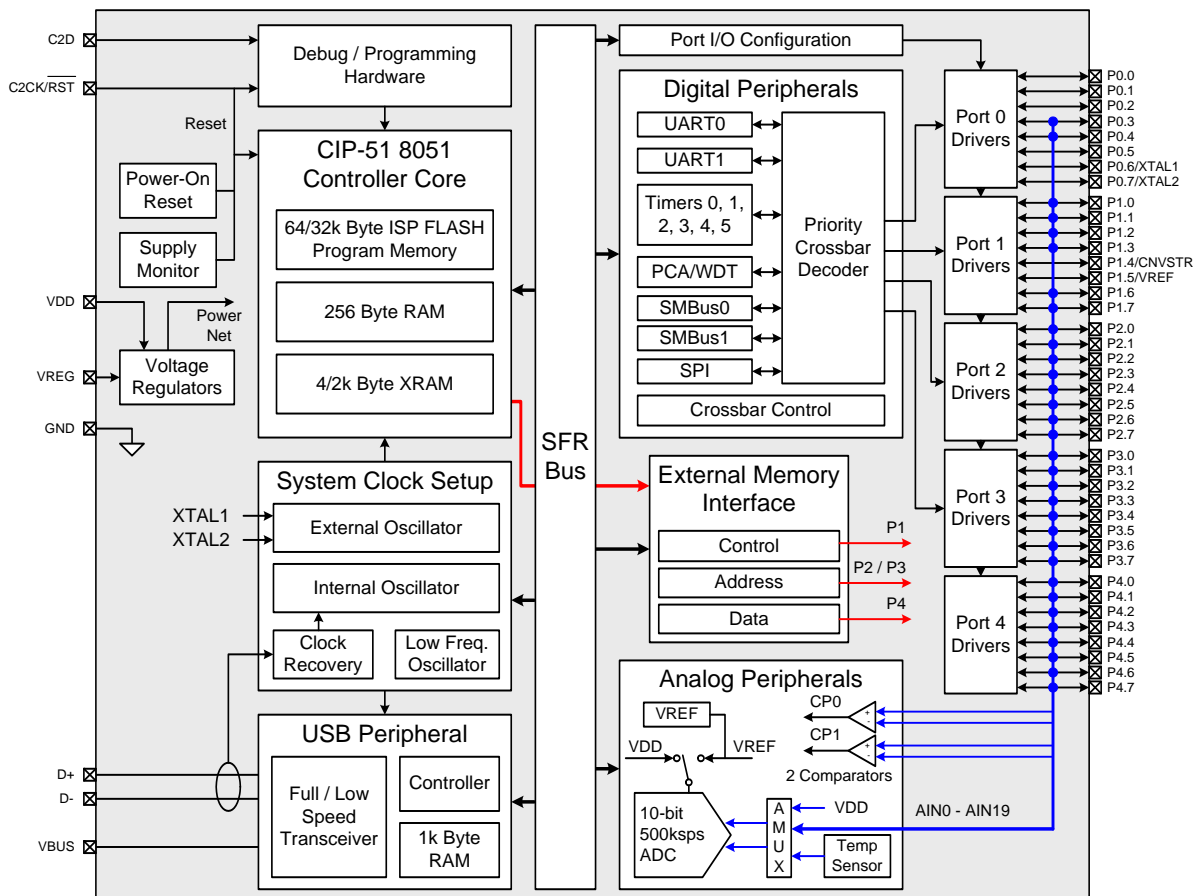 C2D
C2CK/RST
Debug / Programming
Hardware
Reset
Power-On
Reset
Supply
Monitor
VDD
Power
Net
VREG
Voltage
Regulators
GND
CIP-51 8051
Controller Core
64/32k Byte ISP FLASH
Program Memory
256 Byte RAM
4/2k Byte XRAM
System Clock Setup
XTAL1
XTAL2
External Oscillator
Internal Oscillator
Clock
Recovery
Low Freq.
Oscillator
USB Peripheral
D+
D-
VBUS
Full / Low
Speed
Transceiver
Controller
1k Byte
RAM
SFR
Bus
Port I/O Configuration
Digital Peripherals
UART0
UART1
Timers 0, 1,
2, 3, 4, 5
PCA/WDT
SMBus0
SMBus1
SPI
Priority
Crossbar
Decoder
Crossbar Control
External Memory
Interface
Control
Address
Data
P1
P2 / P3
P4
Analog Peripherals
VREF
VDD
VREF
CP0
+
-
CP1
+
-
2 Comparators
10-bit
500ksps
ADC
A
M
U
X
VDD
Temp
Sensor
AIN0 - AIN19
Port 0
Drivers
Port 1
Drivers
Port 2
Drivers
Port 3
Drivers
Port 4
Drivers
P0.0
P0.1
P0.2
P0.3
P0.4
P0.5
P0.6/XTAL1
P0.7/XTAL2
P1.0
P1.1
P1.2
P1.3
P1.4/CNVSTR
P1.5/VREF
P1.6
P1.7
P2.0
P2.1
P2.2
P2.3
P2.4
P2.5
P2.6
P2.7
P3.0
P3.1
P3.2
P3.3
P3.4
P3.5
P3.6
P3.7
P4.0
P4.1
P4.2
P4.3
P4.4
P4.5
P4.6
P4.7